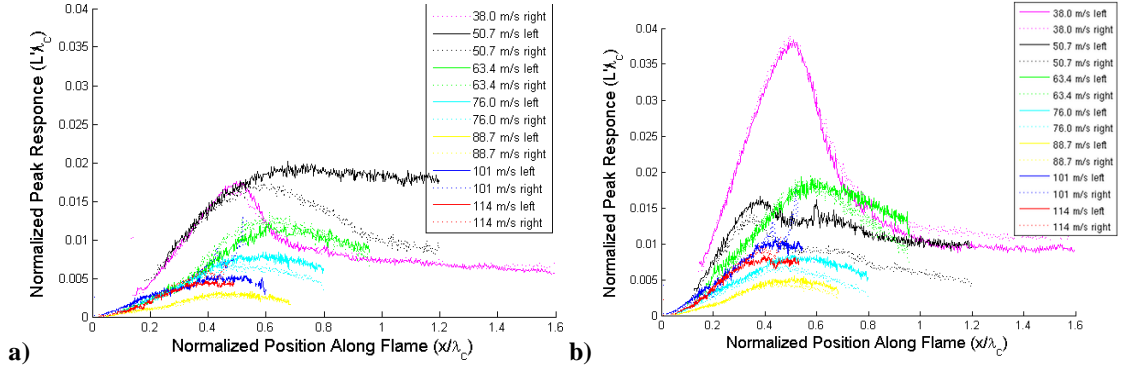 0.04
0.035
0.03
0.025
0.02
0.015
0.01
0.005
0
Normalized Peak Responce (L'/λC)
0 0.2 0.4 0.6 0.8 1 1.2 1.4 1.6
Normalized Position Along Flame (x/λC)
38.0 m/s right
50.7 m/s left
50.7 m/s right
63.4 m/s left
63.4 m/s right
76.0 m/s left
76.0 m/s right
88.7 m/s left
88.7 m/s right
101 m/s left
101 m/s right
114 m/s left
114 m/s right
a)
0.04
0.035
0.03
0.025
0.02
0.015
0.01
0.005
0
Normalized Peak Responce (L'/λC)
0 0.2 0.4 0.6 0.8 1 1.2 1.4 1.6
Normalized Position Along Flame (x/λC)
38.0 m/s left
38.0 m/s right
50.7 m/s left
50.7 m/s right
63.4 m/s left
63.4 m/s right
76.0 m/s left
76.0 m/s right
88.7 m/s left
88.7 m/s right
101 m/s left
101 m/s right
114 m/s left
114 m/s right
b)